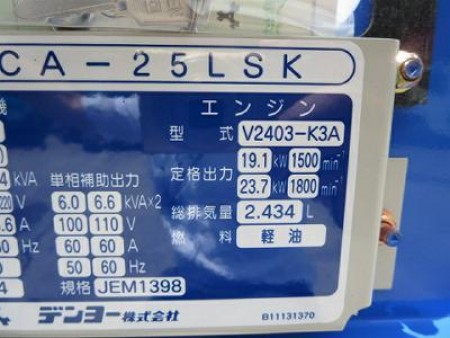 CA-25LSK
機 エンジン
型式 V2403-K3A
kVA 単相補助出力 定格出力 19.1 kW 1500 min⁻¹
220 V 6.0 6.6 kVA×2 23.7 kW 1800 min⁻¹
A 100 110 V 総排気量 2.434 L
Hz 60 60 A 燃料 軽油
50 60 Hz
規格 JEM1398
デンヨー株式会社 B11131370